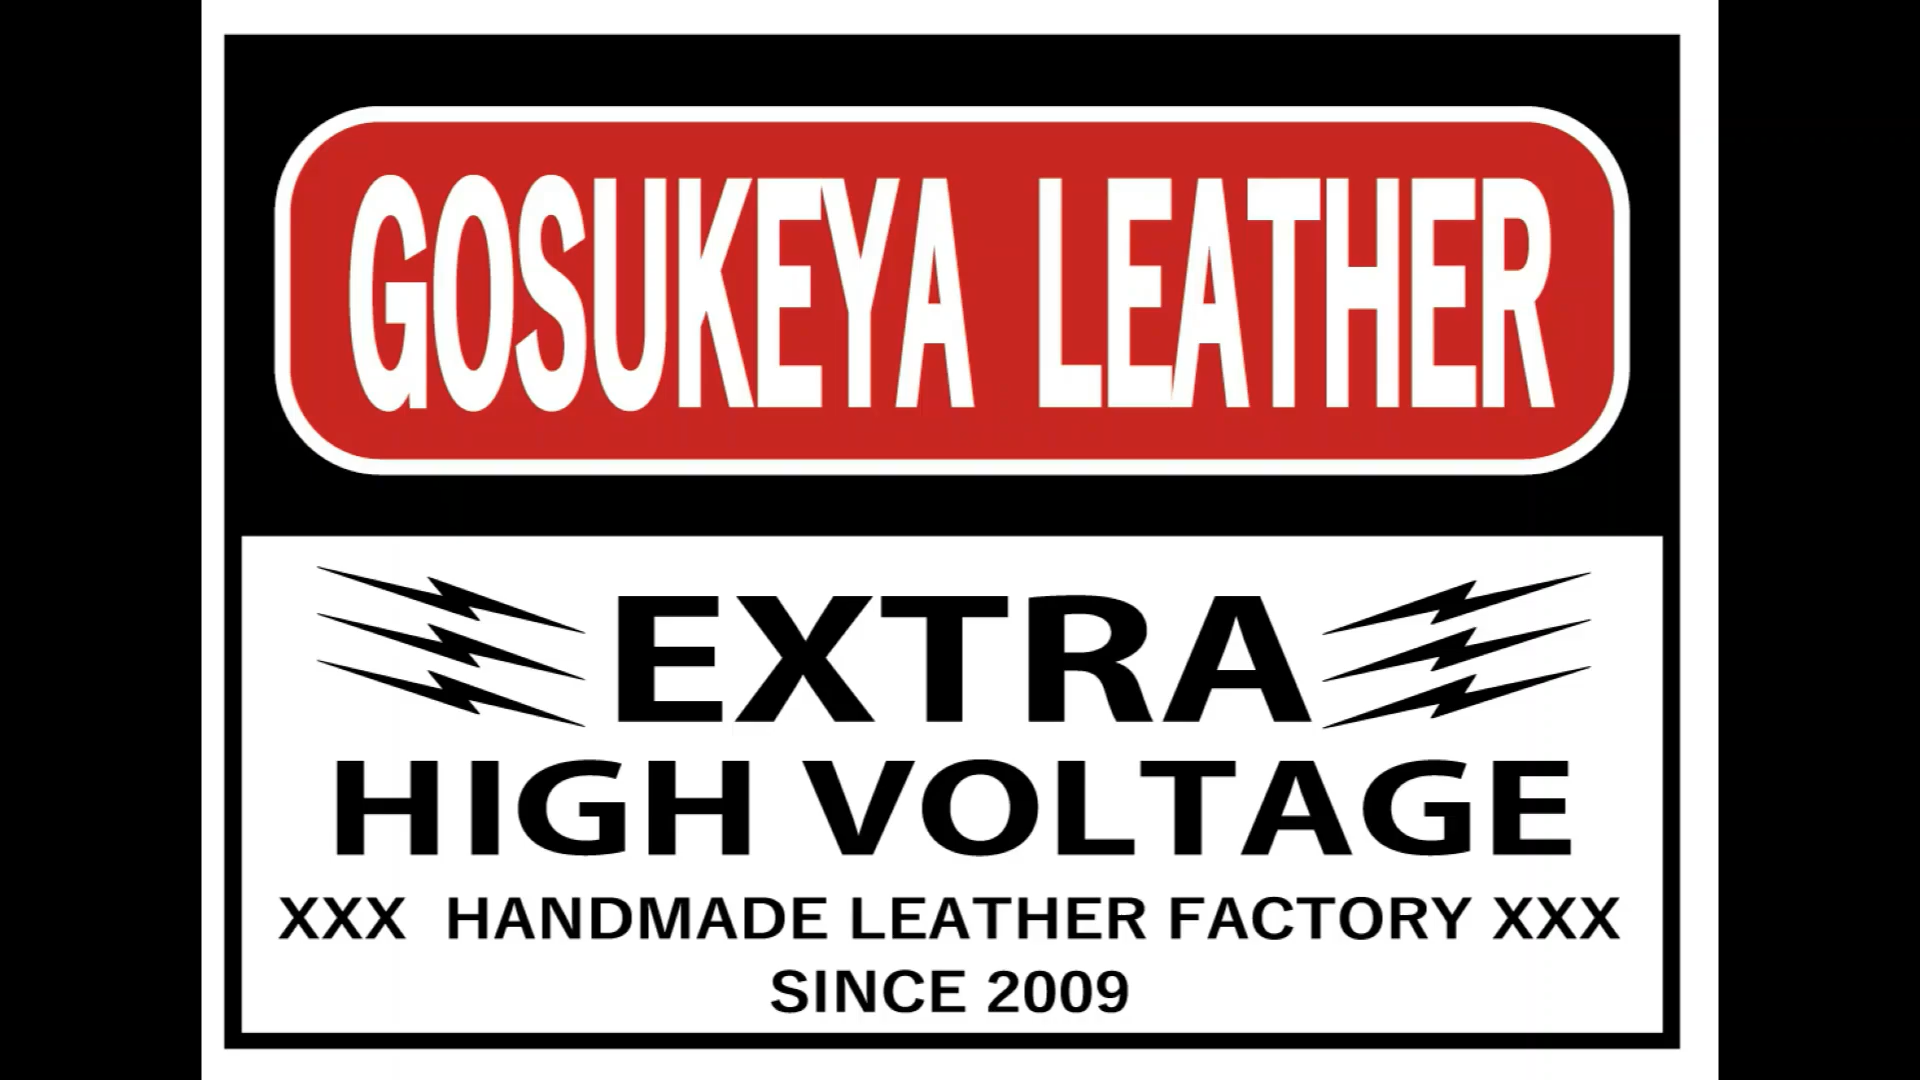 GOSUKEYA LEATHER
EXTRA
HIGH VOLTAGE
XXX HANDMADE LEATHER FACTORY XXX
SINCE 2009